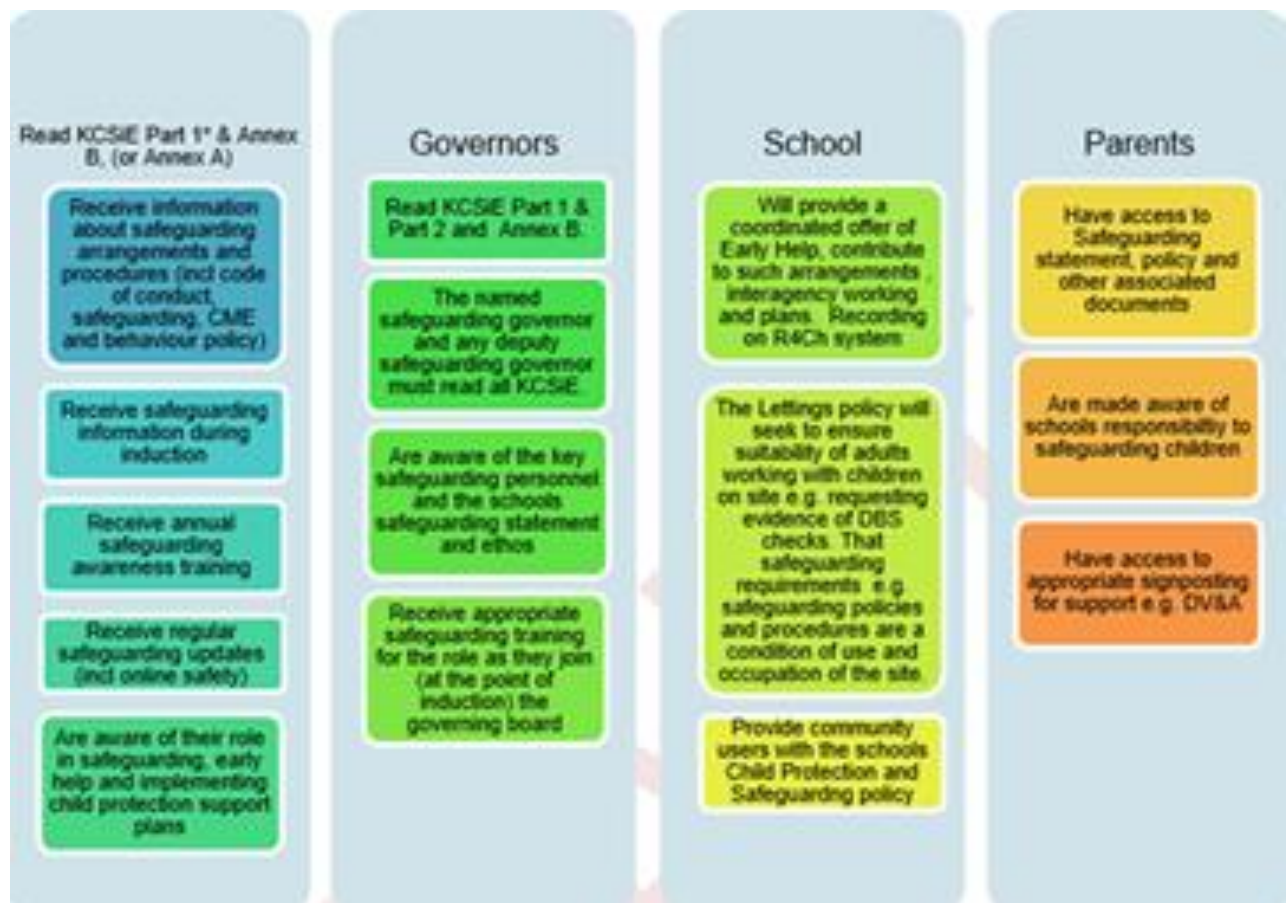 Read KCSiE Part 1* & Annex
B, (or Annex A)
Receive information
about safeguarding
arrangements and
procedures (incl code
of conduct,
safeguarding, CME
and behaviour policy)
Receive safeguarding
information during
induction
Receive annual
safeguarding
awareness training
Receive regular
safeguarding updates
(incl online safety)
Are aware of their role
in safeguarding, early
help and implementing
child protection support
plans
Governors
Read KCSiE Part 1 &
Part 2 and Annex B
The named
safeguarding governor
and any deputy
safeguarding governor
must read all KCSiE
Are aware of the key
safeguarding personnel
and the schools
safeguarding statement
and ethos
Receive appropriate
safeguarding training
for the role as they join
(at the point of
induction) the
governing board
School
Will provide a
coordinated offer of
Early Help, contribute
to such arrangements ,
interagency working
and plans. Recording
on R4Ch system
The Lettings policy will
seek to ensure
suitability of adults
working with children
on site e.g. requesting
evidence of DBS
checks. That
safeguarding
requirements e.g
safeguarding policies
and procedures are a
condition of use and
occupation of the site.
Provide community
users with the schools
Child Protection and
Safeguardng policy
Parents
Have access to
Safeguarding
statement, policy and
other associated
documents
Are made aware of
schools responsibiltiy to
safeguarding children
Have access to
appropriate signposting
for support e.g. DV&A